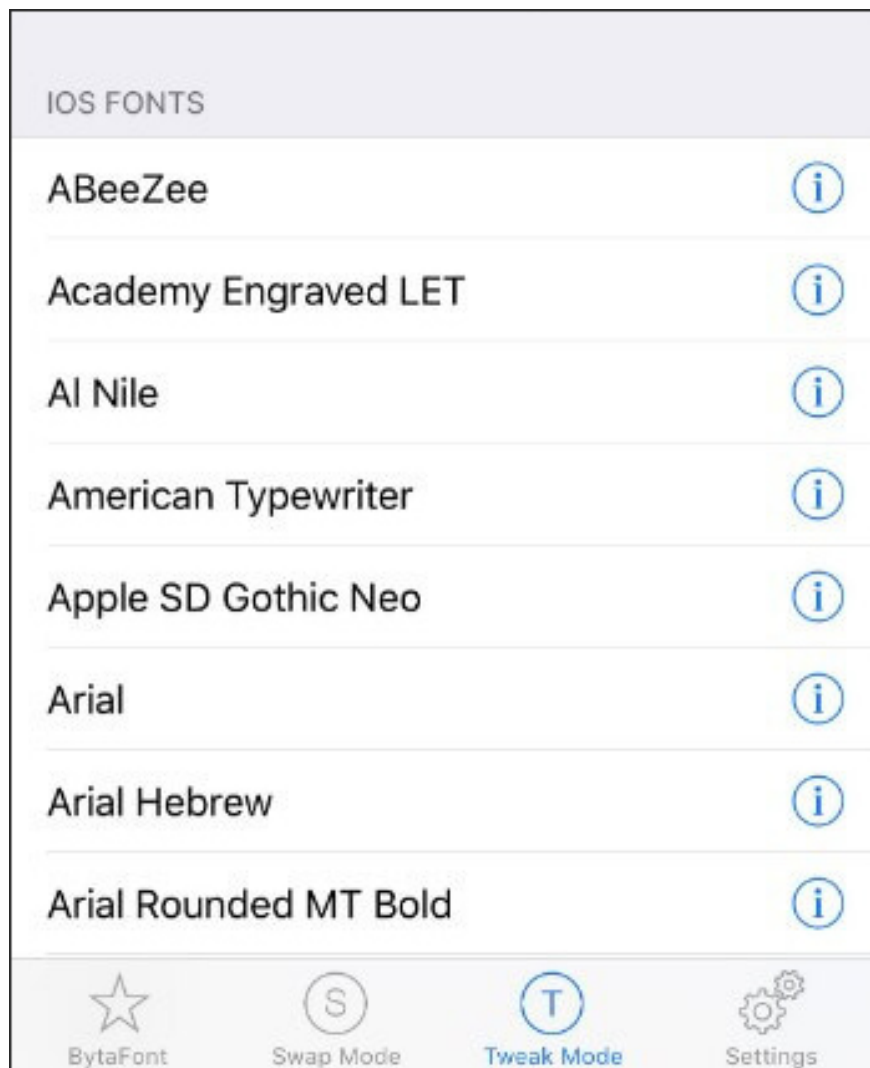 IOS FONTS
ABeeZee
Academy Engraved LET
Al Nile
American Typewriter
Apple SD Gothic Neo
Arial
Arial Hebrew
Arial Rounded MT Bold
S T
BytaFont Swap Mode Tweak Mode Settings